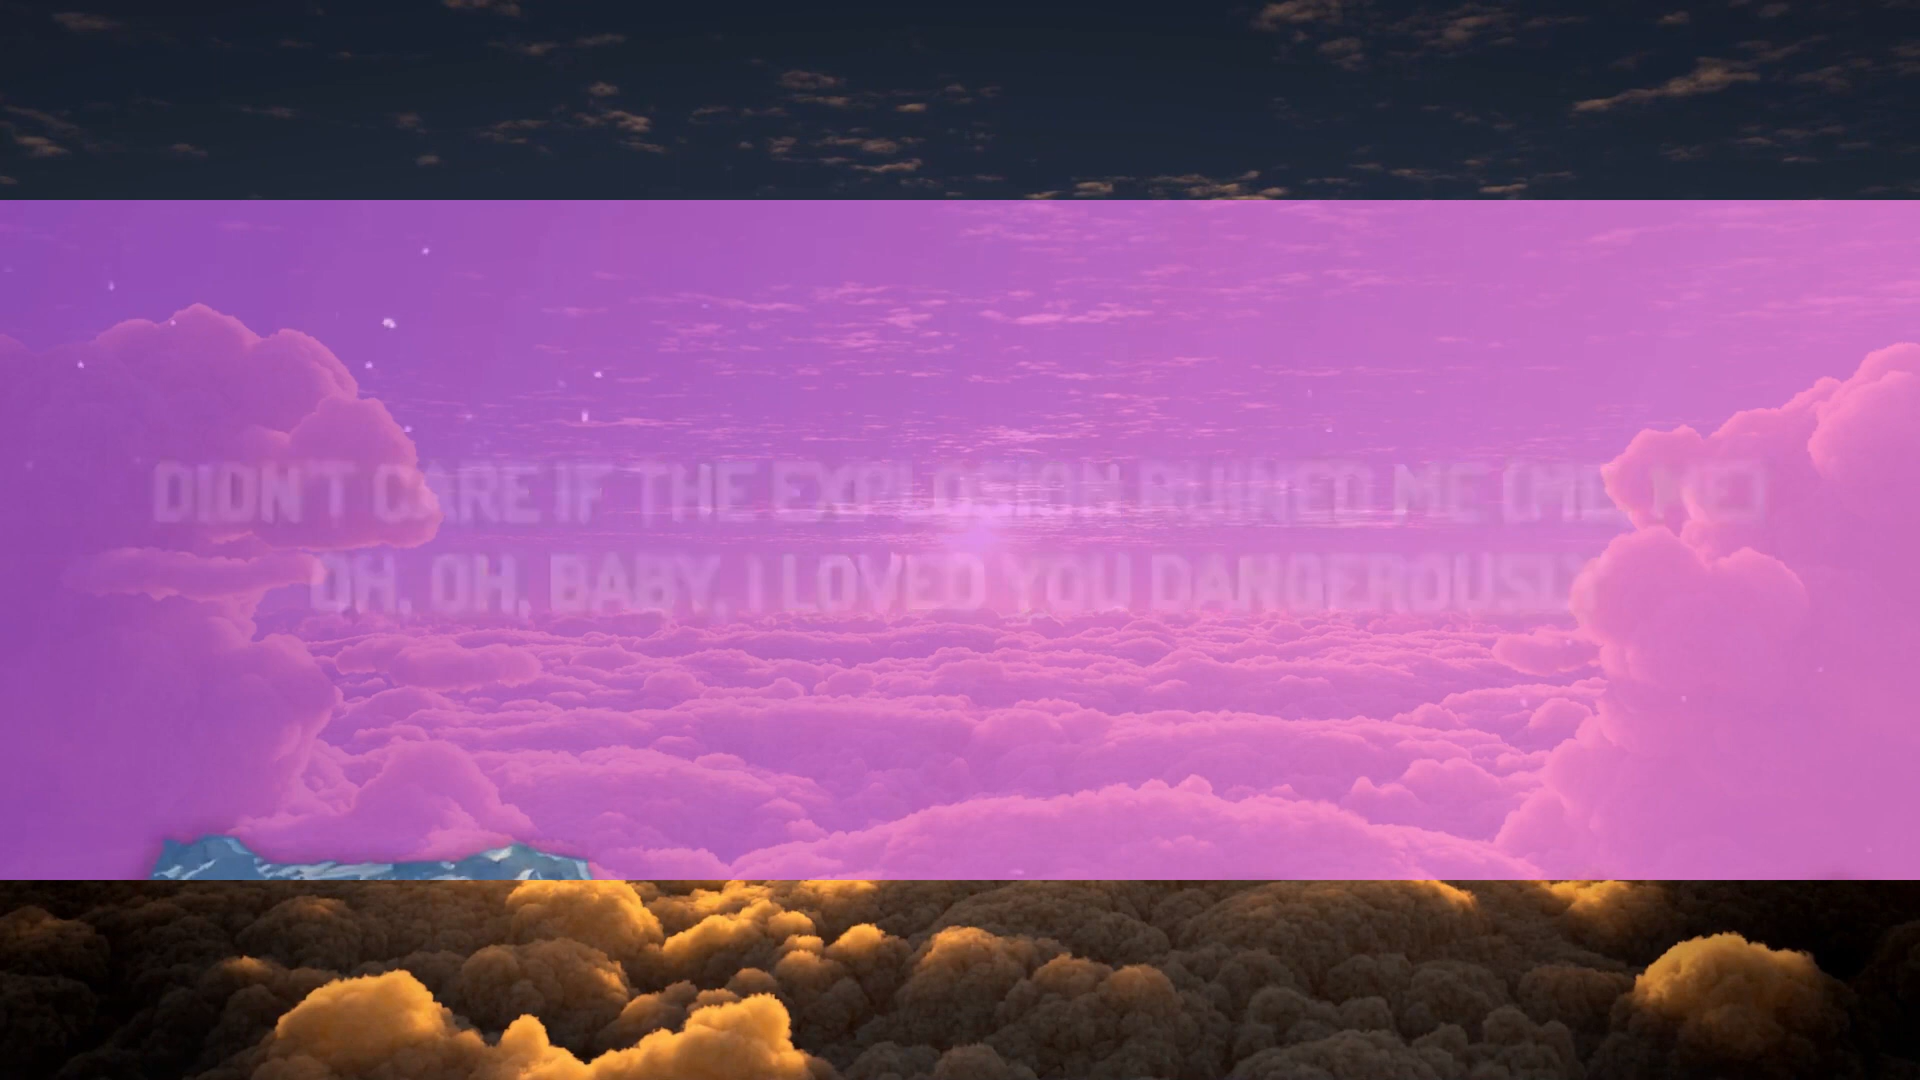 DIDN'T CARE IF THE EXPLOSION RUINED ME (ME, ME)
OH, OH, BABY, I LOVED YOU DANGEROUSLY